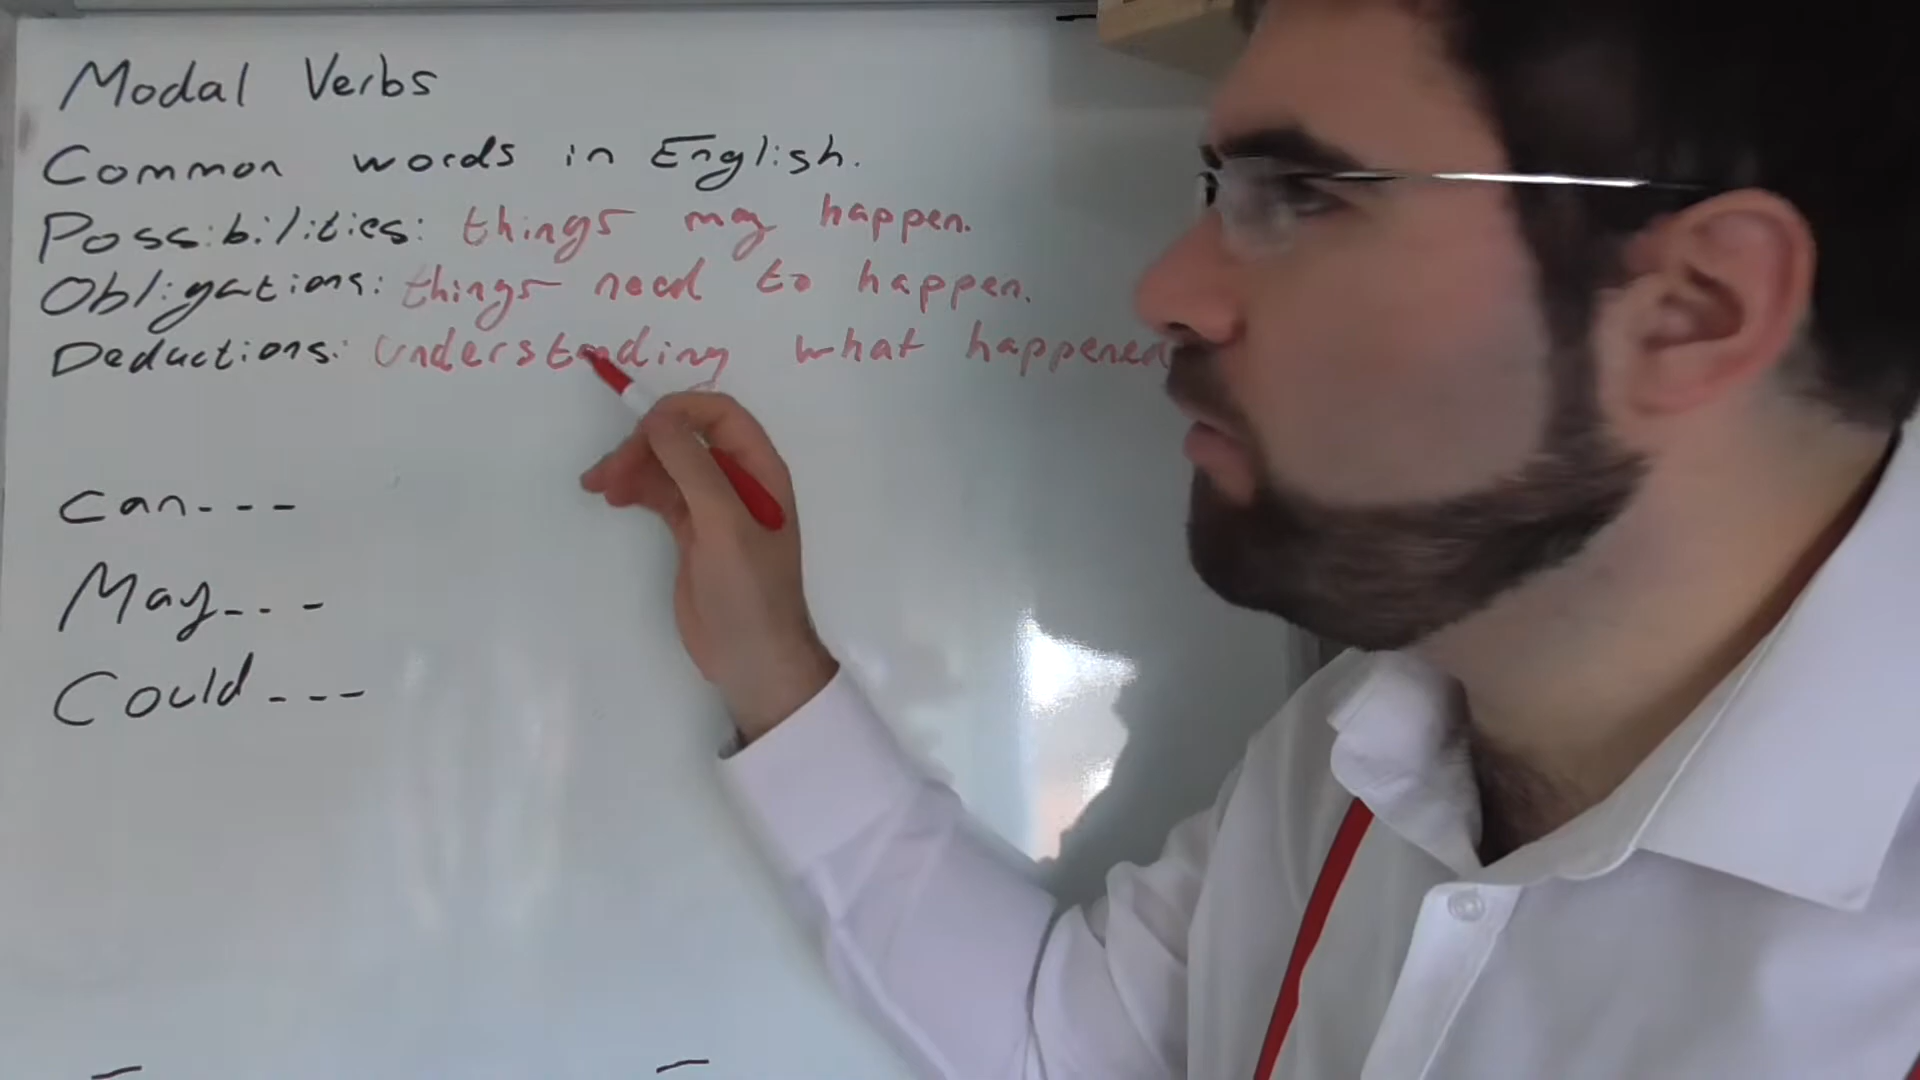 Modal Verbs
Common words in English.
Possibilities: things may happen.
Obligations: things need to happen.
Deductions: understanding what happened
Can---
May---
Could---